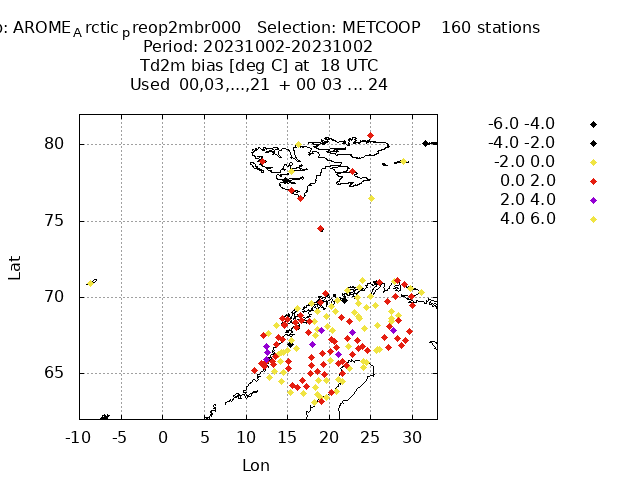 p: AROME_Arctic_preop2mbr000 Selection: METCOOP 160 stations
Period: 20231002-20231002
Td2m bias [deg C] at 18 UTC
Used 00,03,...,21 + 00 03 ... 24
-6.0 -4.0
-4.0 -2.0
-2.0 0.0
0.0 2.0
2.0 4.0
4.0 6.0
80
75
70
65
Lat
-10 -5 0 5 10 15 20 25 30
Lon